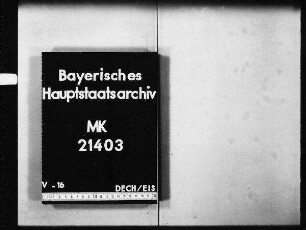 Bayerisches
Hauptstaatsarchiv
MK
21403
V - 16 DECH/EIS